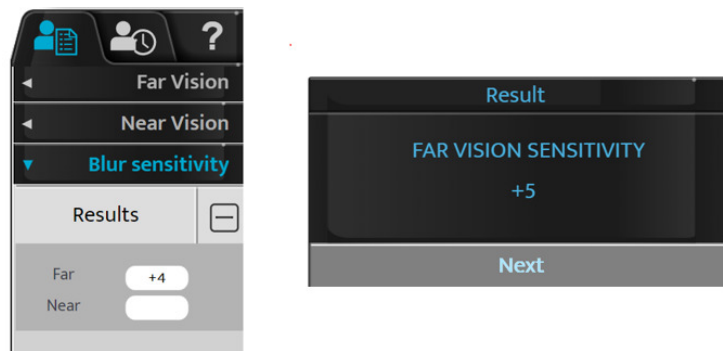 ?
Far Vision
Near Vision
Blur sensitivity
Results
Far +4
Near
Result
FAR VISION SENSITIVITY
+5
Next